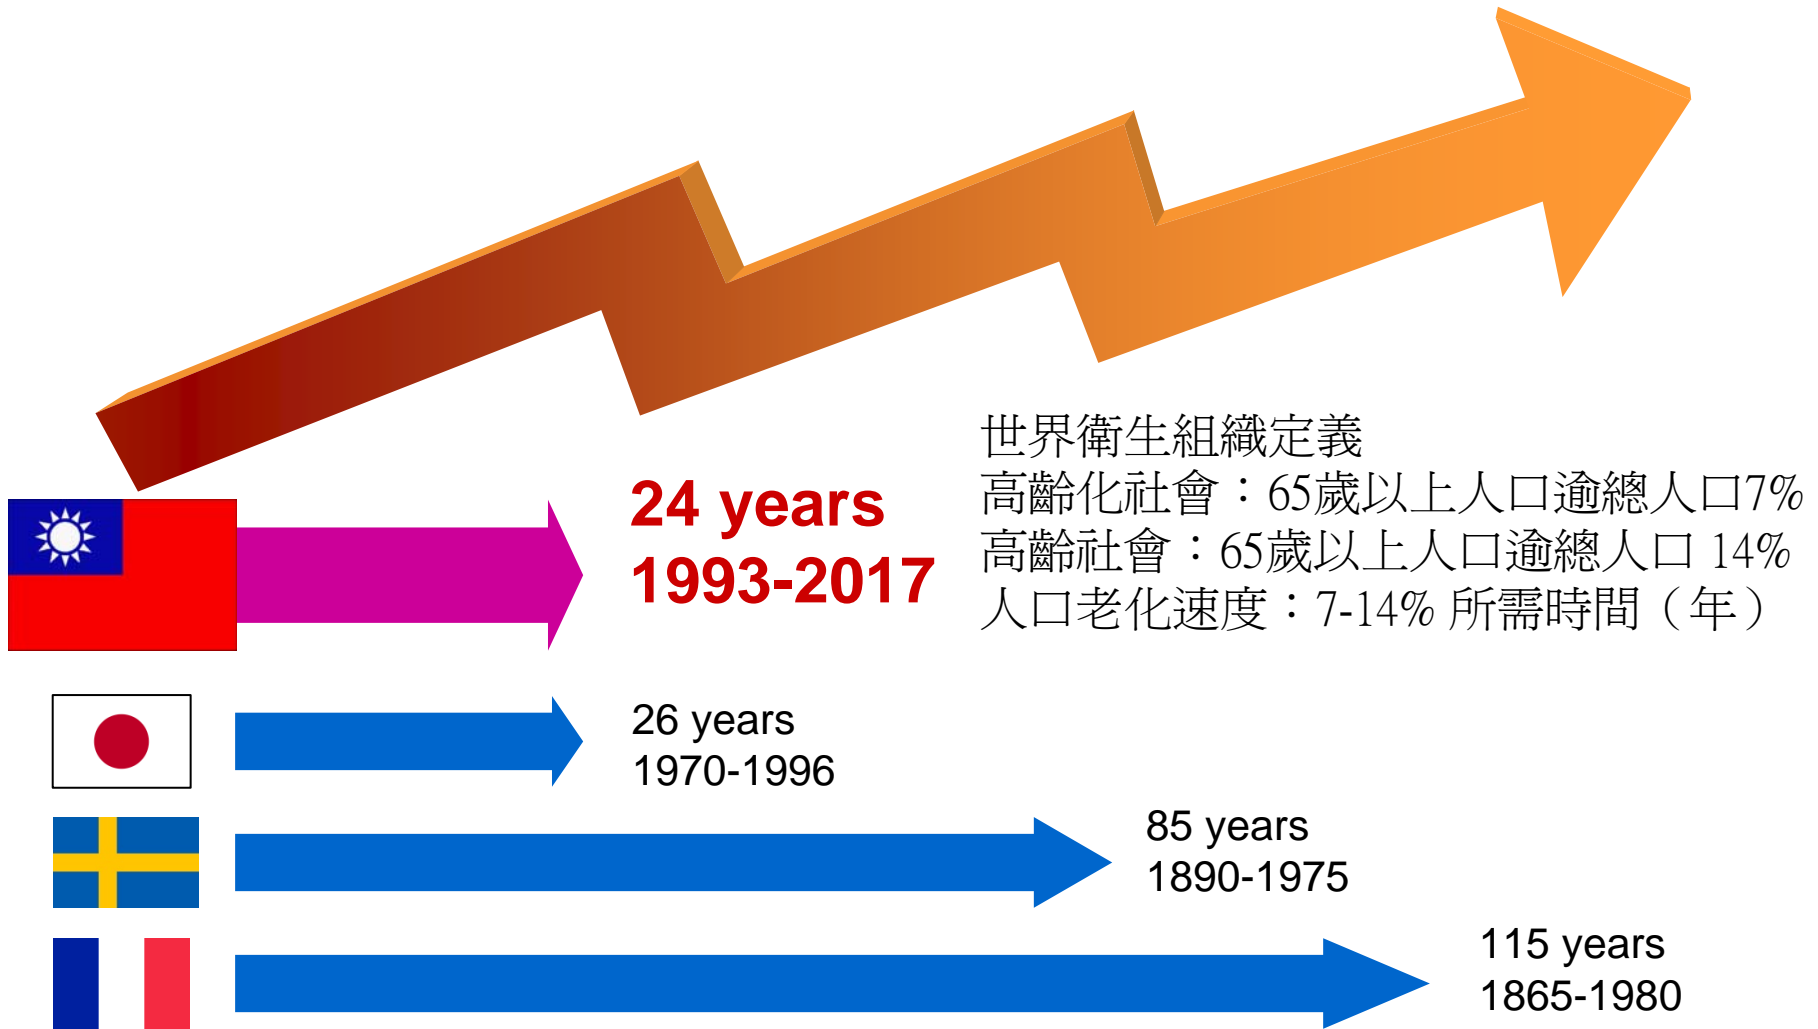 24 years
1993-2017
世界衛生組織定義
高齡化社會：65歲以上人口逾總人口7%
高齡社會：65歲以上人口逾總人口 14%
人口老化速度：7-14% 所需時間（年）
26 years
1970-1996
85 years
1890-1975
115 years
1865-1980